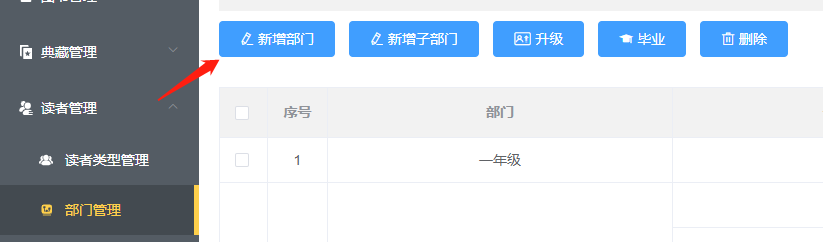 典藏管理
读者管理
读者类型管理
部门管理
新增部门 新增子部门 升级 毕业 删除
序号 部门
1 一年级